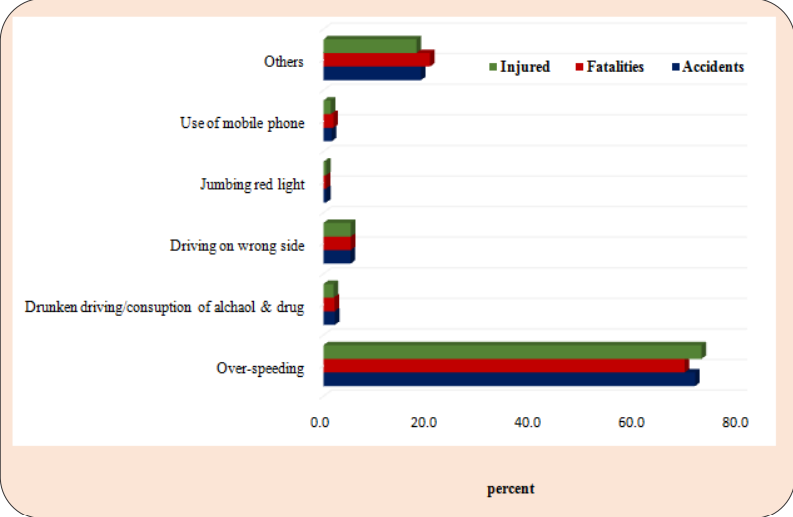 Others
Injured Fatalities Accidents
Use of mobile phone
Jumbing red light
Driving on wrong side
Drunken driving/consuption of alchaol & drug
Over-speeding
0.0 20.0 40.0 60.0 80.0
percent